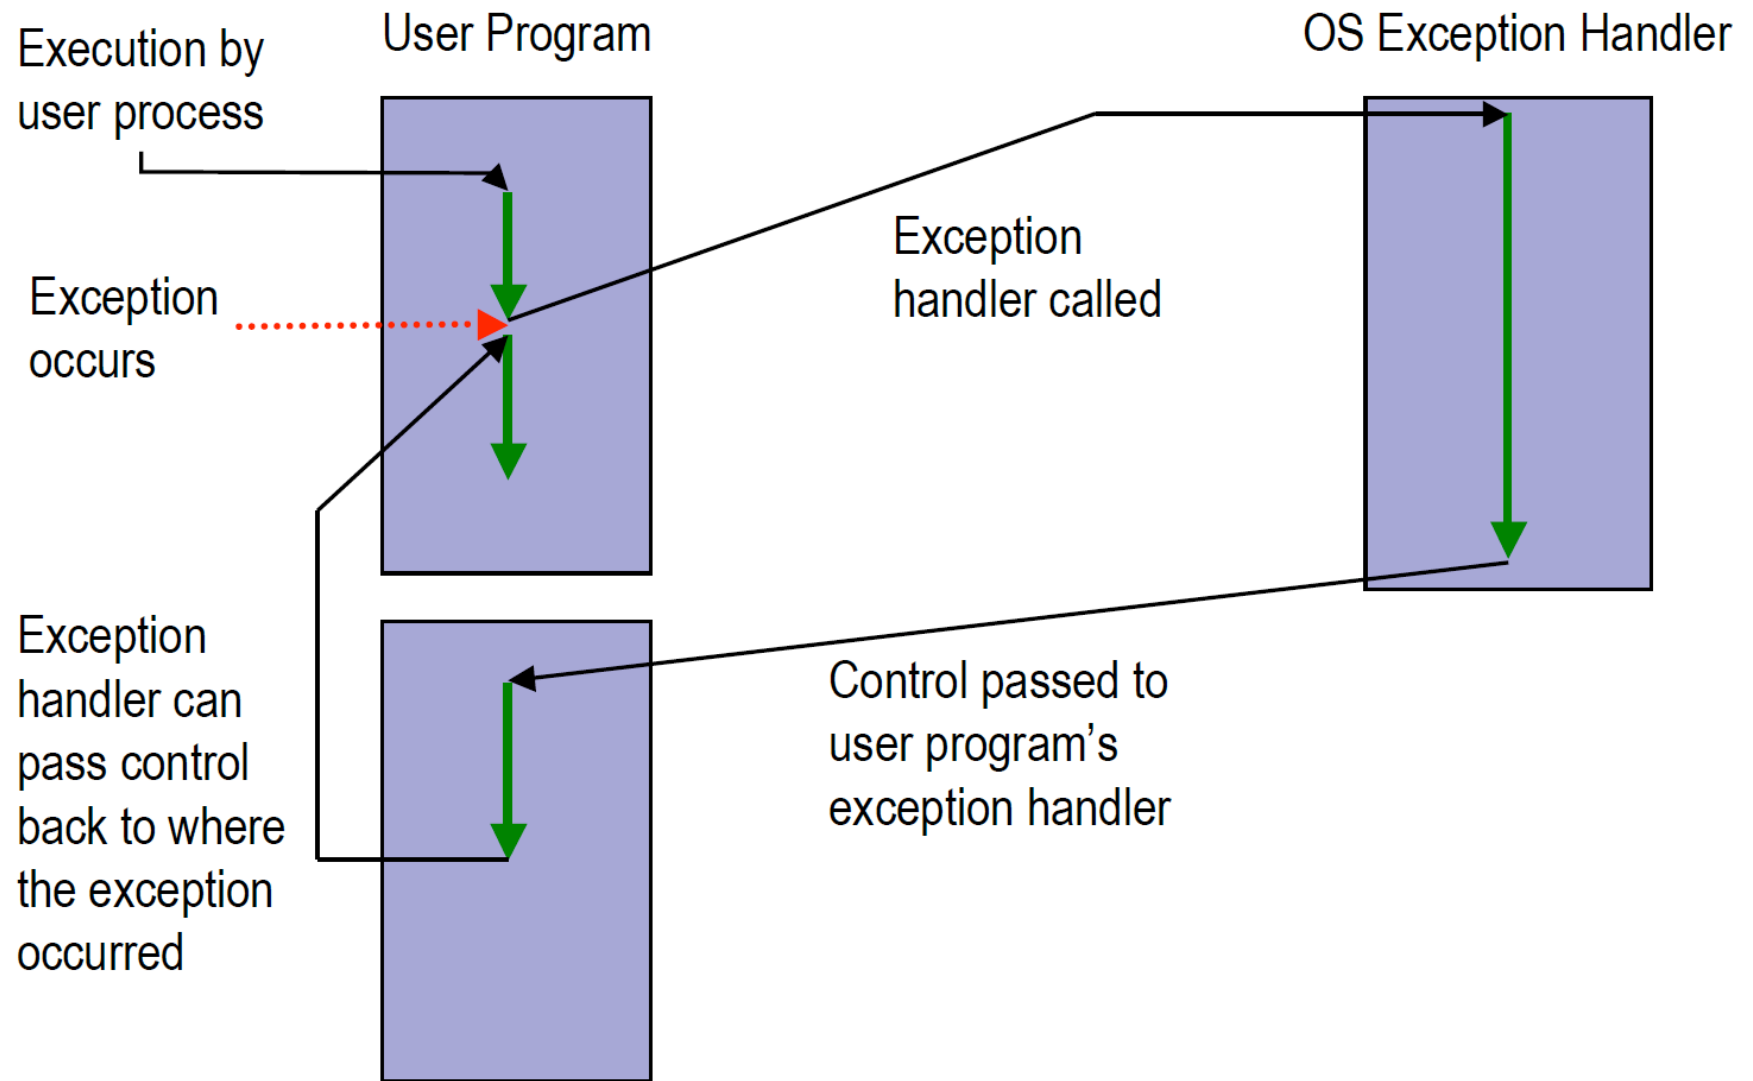 User Program
OS Exception Handler
Execution by
user process
Exception
occurs
Exception
handler called
Exception
handler can
pass control
back to where
the exception
occurred
Control passed to
user program’s
exception handler